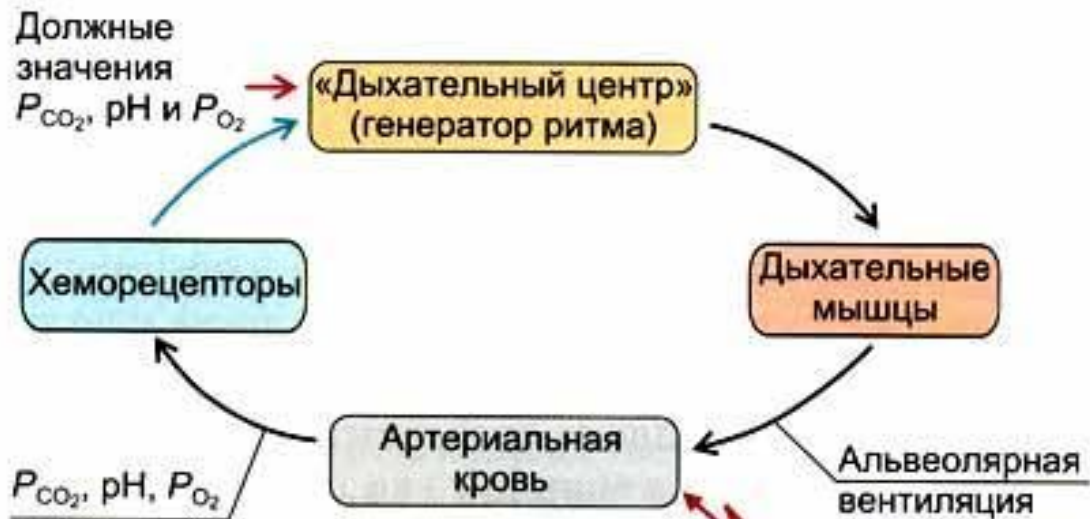 Должные
значения
P_CO₂, pH и P_O₂
«Дыхательный центр»
(генератор ритма)
Хеморецепторы
Дыхательные
мышцы
Артериальная
кровь
P_CO₂, pH, P_O₂
Альвеолярная
вентиляция